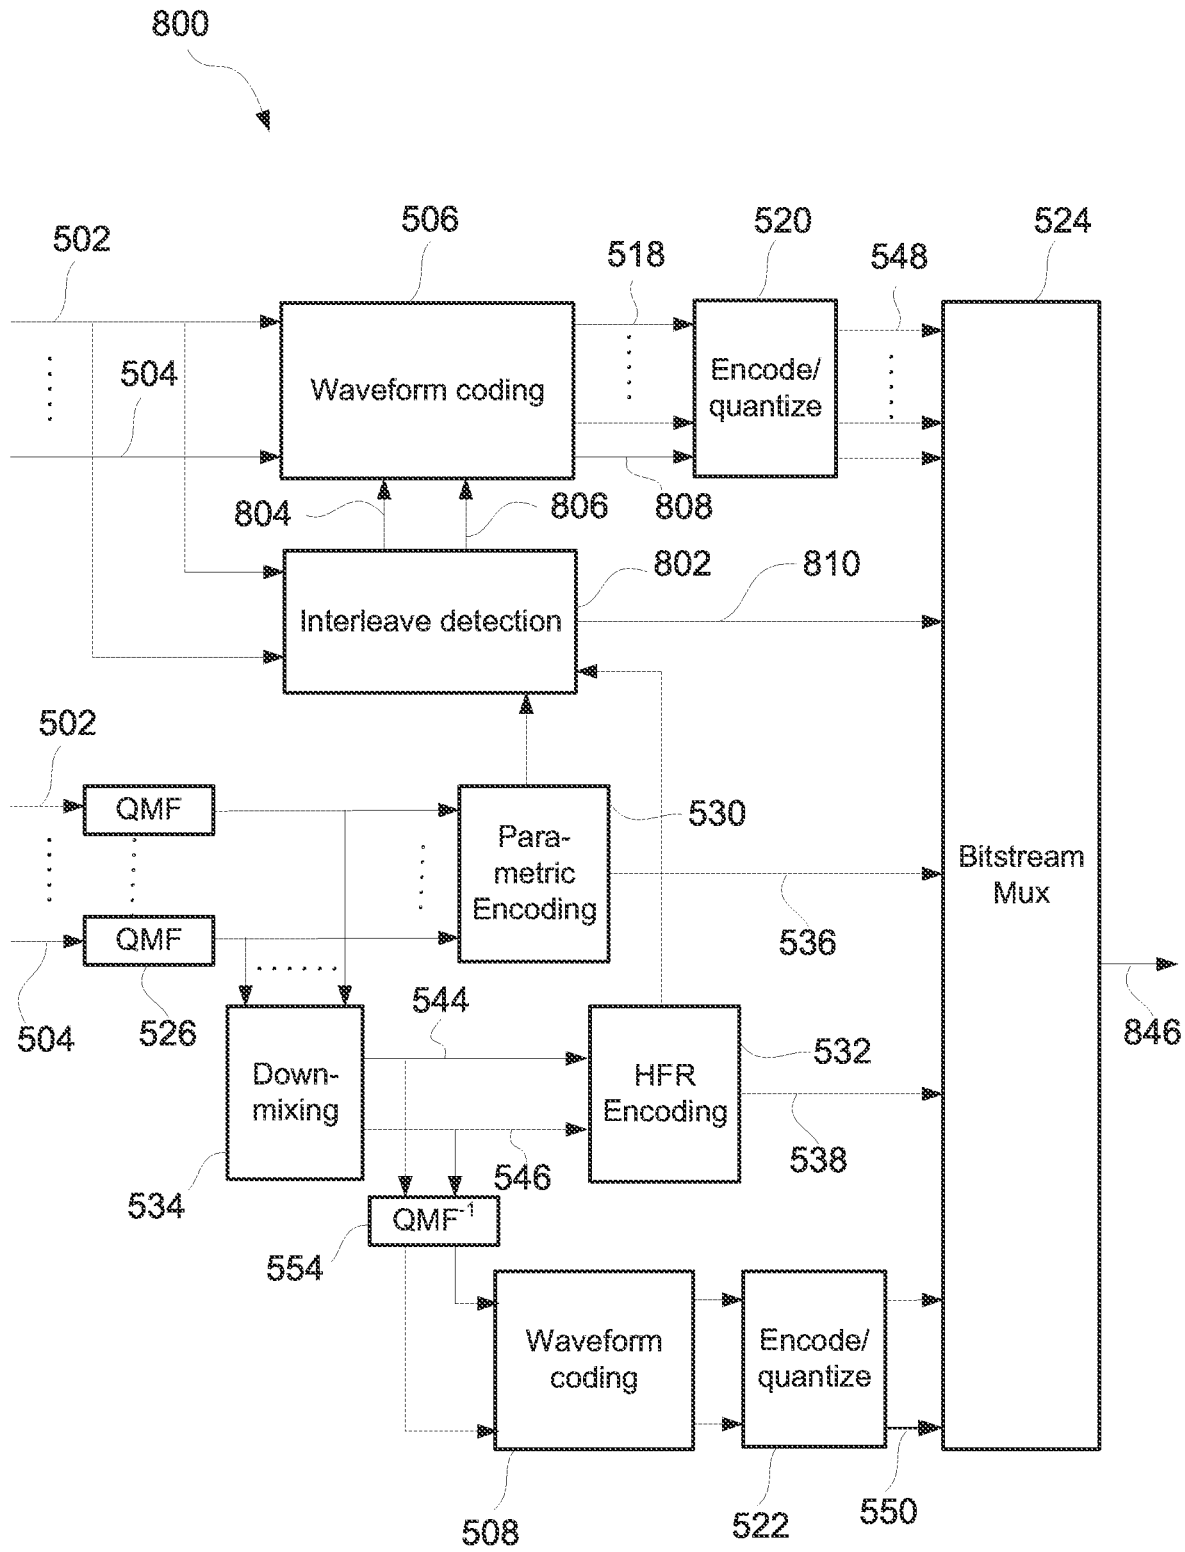 800
502
506
518
520
548
524
504
Waveform coding
Encode/
quantize
804
806
808
802
810
Interleave detection
502
QMF
530
Para-
metric
Encoding
Bitstream
Mux
536
QMF
504
526
544
846
532
Down-
mixing
HFR
Encoding
546
538
534
QMF-1
554
Waveform
coding
Encode/
quantize
508
522
550